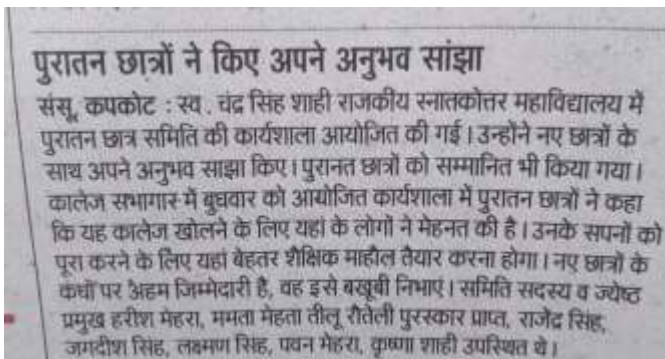 पुरातन छात्रों ने किए अपने अनुभव सांझा
संसू, कपकोट : स्व. चंद्र सिंह शाही राजकीय स्नातकोत्तर महाविद्यालय में
पुरातन छात्र समिति की कार्यशाला आयोजित की गई। उन्होंने नए छात्रों के
साथ अपने अनुभव साझा किए। पुरानत छात्रों को सम्मानित भी किया गया।
कालेज सभागार में बुधवार को आयोजित कार्यशाला में पुरातन छात्रों ने कहा
कि यह कालेज खोलने के लिए यहां के लोगों ने मेहनत की है। उनके सपनों को
पूरा करने के लिए यहां बेहतर शैक्षिक माहौल तैयार करना होगा। नए छात्रों के
कंधों पर अहम जिम्मेदारी है, वह इसे बखूबी निभाएं। समिति सदस्य व ज्येष्ठ
प्रमुख हरीश मेहरा, ममता मेहता तीलू रौतेली पुरस्कार प्राप्त, राजेंद्र सिंह,
जगदीश सिंह, लक्ष्मण सिंह, पवन मेहरा, कृष्णा शाही उपस्थित थे।